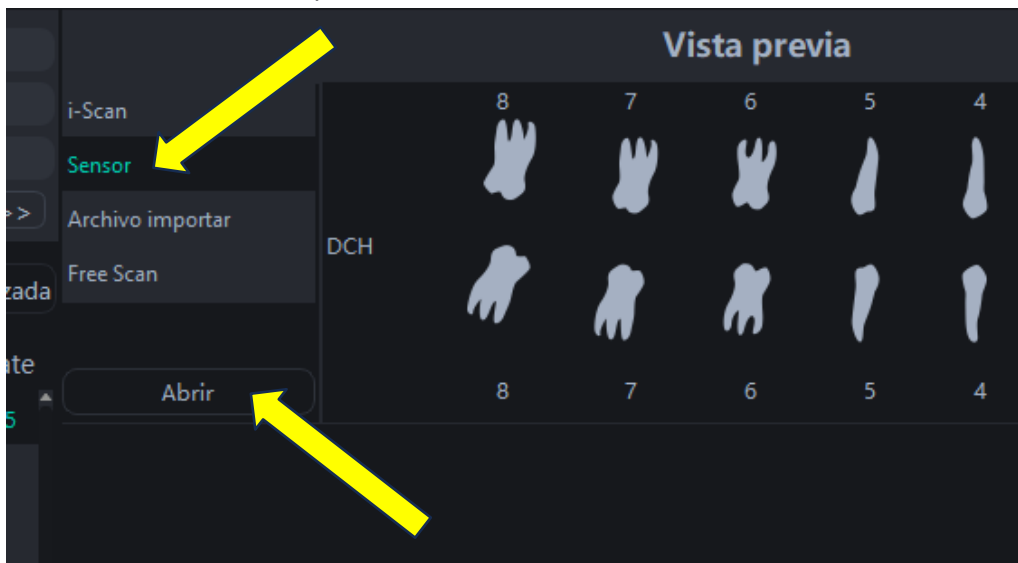 Vista previa
8 7 6 5 4
i-Scan
Sensor
>>
Archivo importar
DCH
Free Scan
Abrir
8 7 6 5 4
5